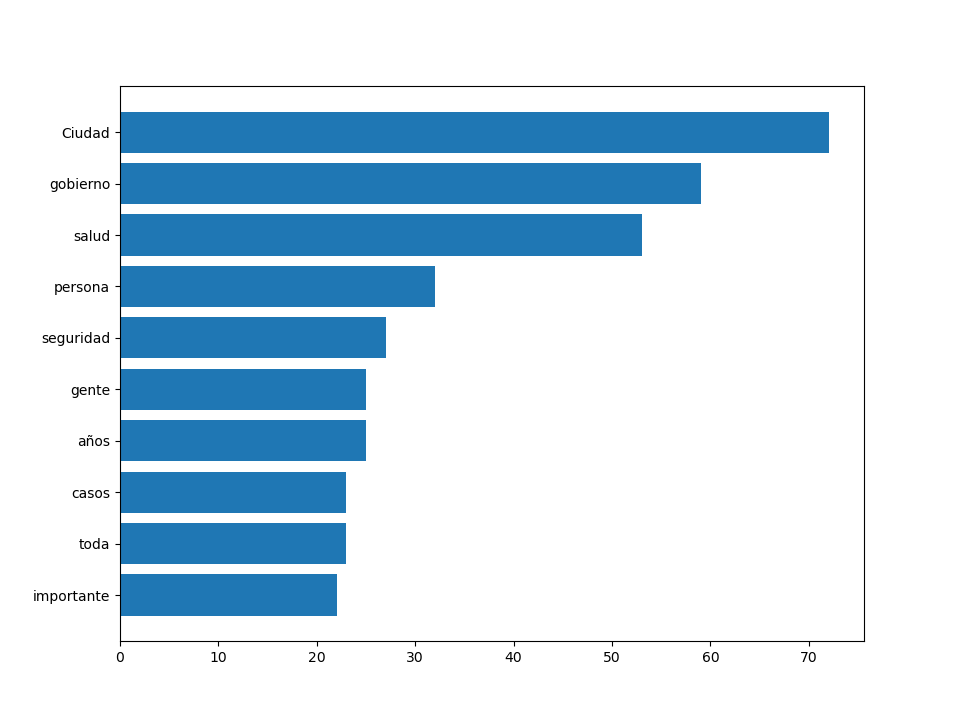 Ciudad
gobierno
salud
persona
seguridad
gente
años
casos
toda
importante
0 10 20 30 40 50 60 70